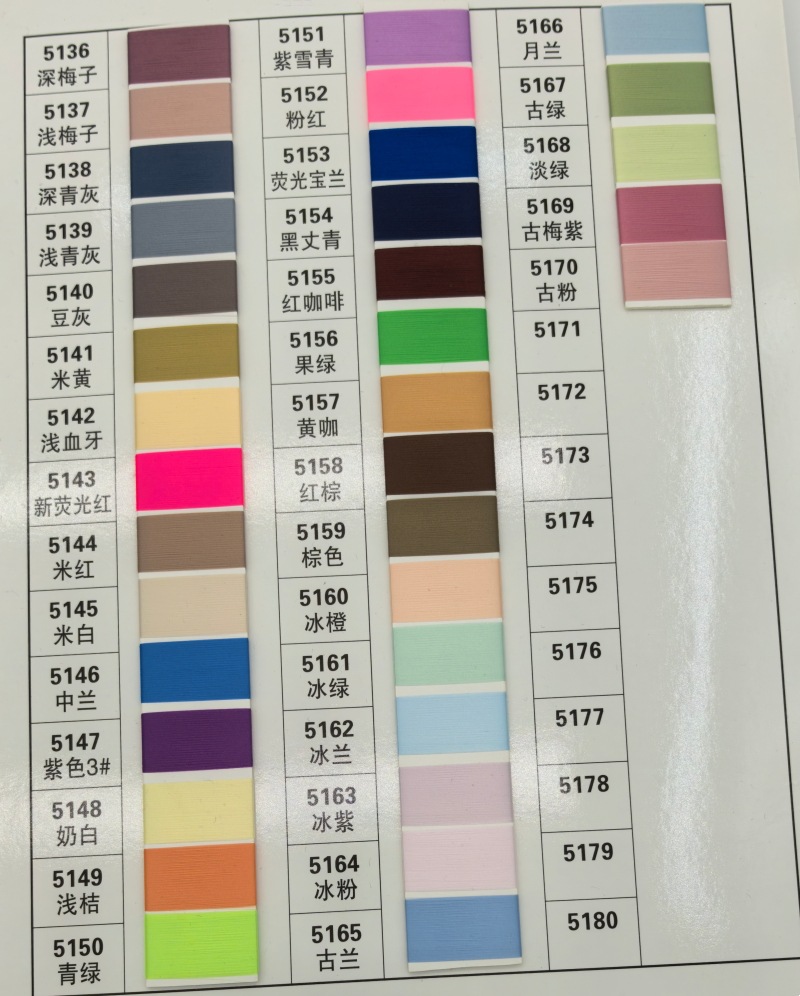 5136
深梅子
5137
浅梅子
5138
深青灰
5139
浅青灰
5140
豆灰
5141
米黄
5142
浅血牙
5143
新荧光红
5144
米红
5145
米白
5146
中兰
5147
紫色3#
5148
奶白
5149
浅桔
5150
青绿
5151
紫雪青
5152
粉红
5153
荧光宝兰
5154
黑丈青
5155
红咖啡
5156
果绿
5157
黄咖
5158
红棕
5159
棕色
5160
冰橙
5161
冰绿
5162
冰兰
5163
冰紫
5164
冰粉
5165
古兰
5166
月兰
5167
古绿
5168
淡绿
5169
古梅紫
5170
古粉
5171
5172
5173
5174
5175
5176
5177
5178
5179
5180